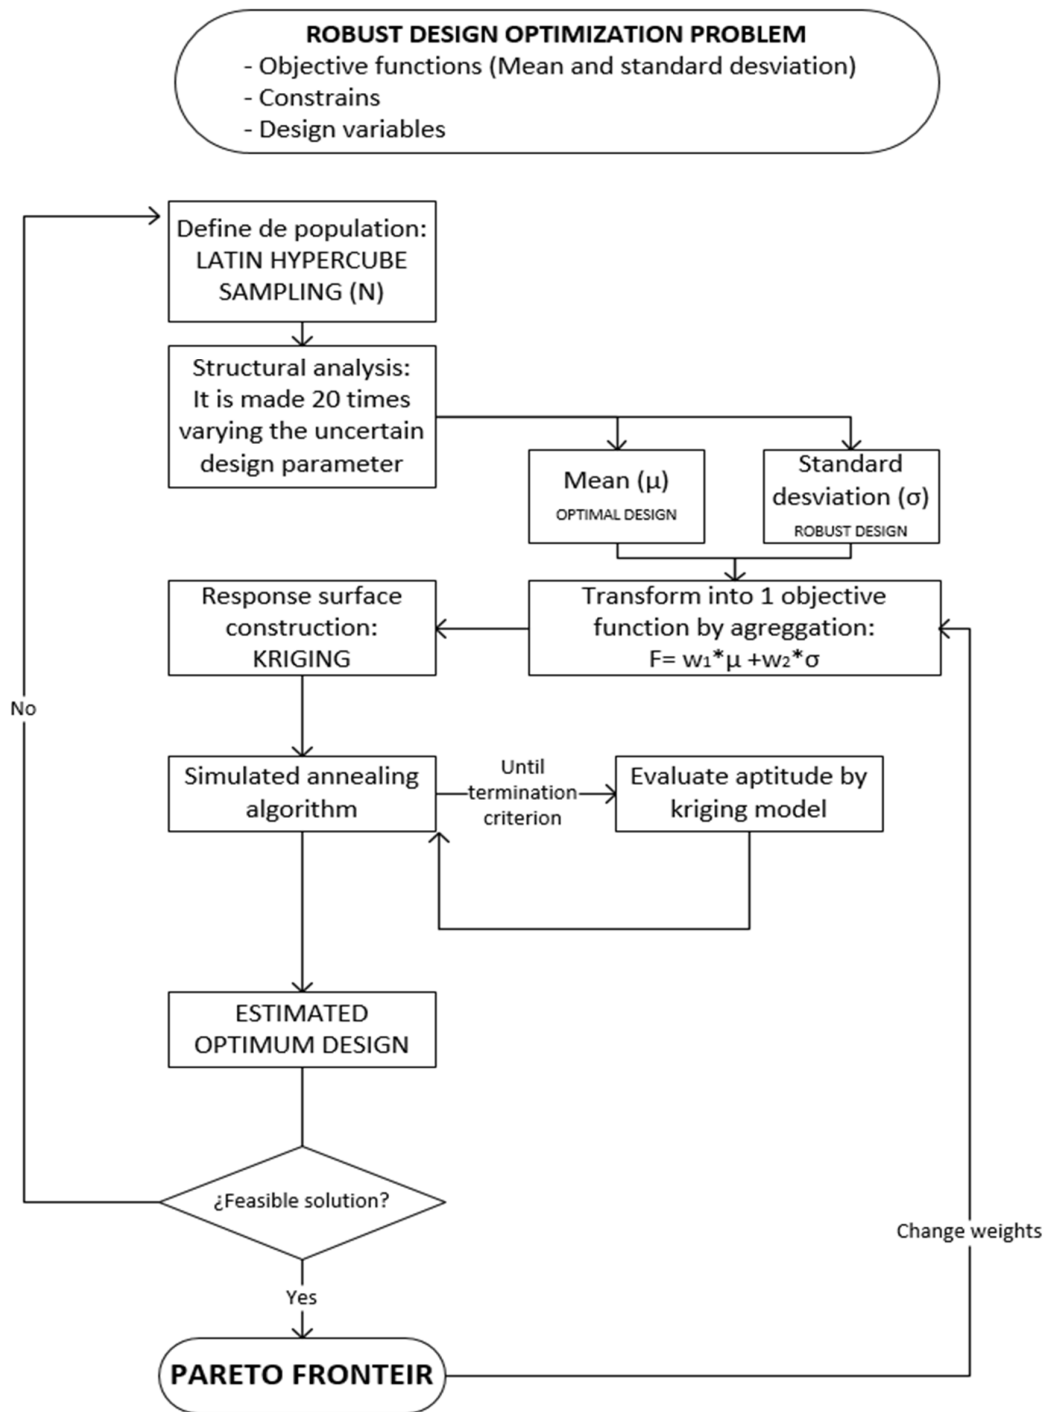 ROBUST DESIGN OPTIMIZATION PROBLEM
- Objective functions (Mean and standard desviation)
- Constrains
- Design variables
Define de population:
LATIN HYPERCUBE
SAMPLING (N)
Structural analysis:
It is made 20 times
varying the uncertain
design parameter
Mean (μ)
OPTIMAL DESIGN
Standard
desviation (σ)
ROBUST DESIGN
Transform into 1 objective
function by agreggation:
F= w₁*μ +w₂*σ
Response surface
construction:
KRIGING
No
Simulated annealing
algorithm
Until
termination
criterion
Evaluate aptitude by
kriging model
ESTIMATED
OPTIMUM DESIGN
¿Feasible solution?
Change weights
Yes
PARETO FRONTEIR